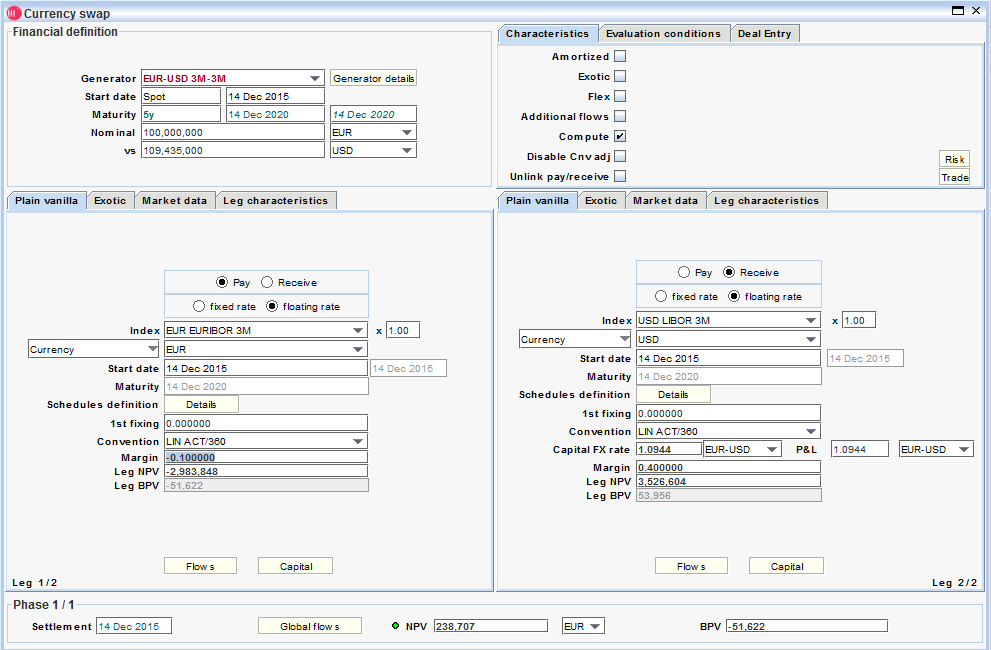 Currency swap
Financial definition
Generator EUR-USD 3M-3M Generator details
Start date Spot 14 Dec 2015
Maturity 5y 14 Dec 2020 14 Dec 2020
Nominal 100,000,000 EUR
vs 109,435,000 USD
Characteristics Evaluation conditions Deal Entry
Amortized
Exotic
Flex
Additional flows
Compute
Disable Cnv adj
Unlink pay/receive
Risk
Trade
Plain vanilla Exotic Market data Leg characteristics
Pay Receive
fixed rate floating rate
Index EUR EURIBOR 3M x 1.00
Currency EUR
Start date 14 Dec 2015 14 Dec 2015
Maturity 14 Dec 2020
Schedules definition Details
1st fixing 0.000000
Convention LIN ACT/360
Margin -0.100000
Leg NPV -2,983,848
Leg BPV -51,622
Flows Capital
Leg 1/2
Plain vanilla Exotic Market data Leg characteristics
Pay Receive
fixed rate floating rate
Index USD LIBOR 3M x 1.00
Currency USD
Start date 14 Dec 2015 14 Dec 2015
Maturity 14 Dec 2020
Schedules definition Details
1st fixing 0.000000
Convention LIN ACT/360
Capital FX rate 1.0944 EUR-USD P&L 1.0944 EUR-USD
Margin 0.400000
Leg NPV 3,526,604
Leg BPV 53,956
Flows Capital
Leg 2/2
Phase 1 / 1
Settlement 14 Dec 2015 Global flows NPV 238,707 EUR BPV -51,622